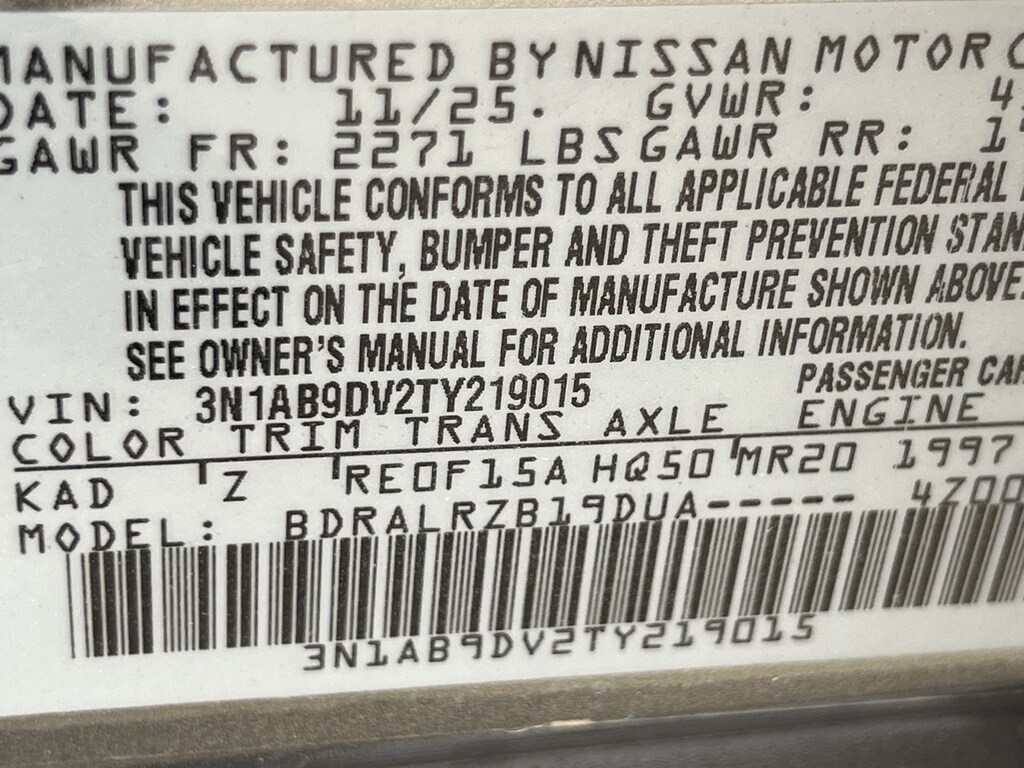 MANUFACTURED BY NISSAN MOTOR
DATE: 11/25. GVWR:
GAWR FR: 2271 LBS GAWR RR:
THIS VEHICLE CONFORMS TO ALL APPLICABLE FEDERAL
VEHICLE SAFETY, BUMPER AND THEFT PREVENTION STAN
IN EFFECT ON THE DATE OF MANUFACTURE SHOWN ABOVE.
SEE OWNER'S MANUAL FOR ADDITIONAL INFORMATION.
VIN: 3N1AB9DV2TY219015 PASSENGER CAR
COLOR TRIM TRANS AXLE ENGINE
KAD Z RE0F15A HQ50 MR20 1997
MODEL: BDRALRZB19DUA----- 4Z00
3N1AB9DV2TY219015